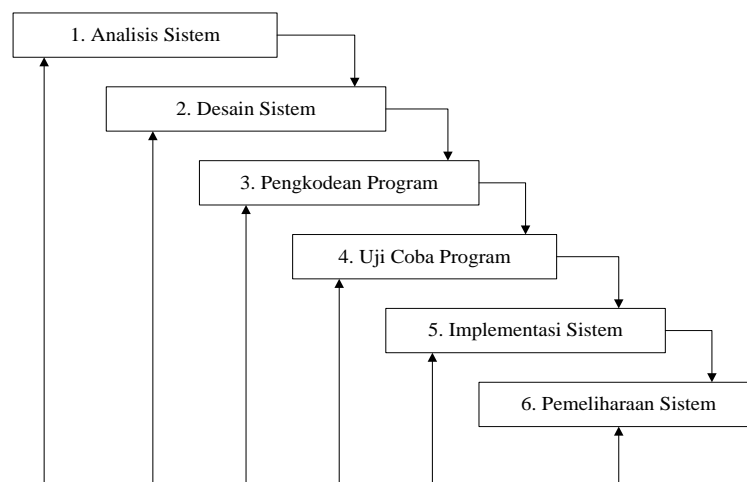 1. Analisis Sistem
2. Desain Sistem
3. Pengkodean Program
4. Uji Coba Program
5. Implementasi Sistem
6. Pemeliharaan Sistem